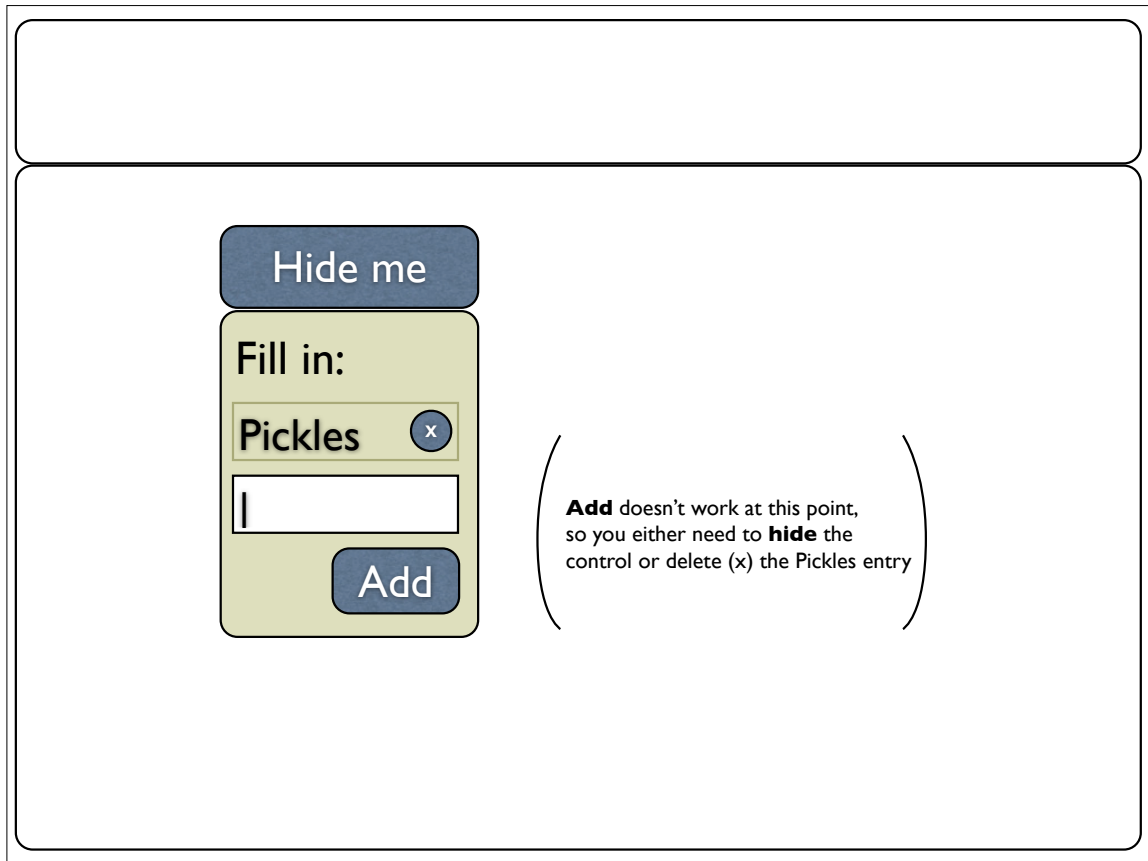 Hide me
Fill in:
Pickles
x
Add
Add doesn’t work at this point,
so you either need to hide the
control or delete (x) the Pickles entry